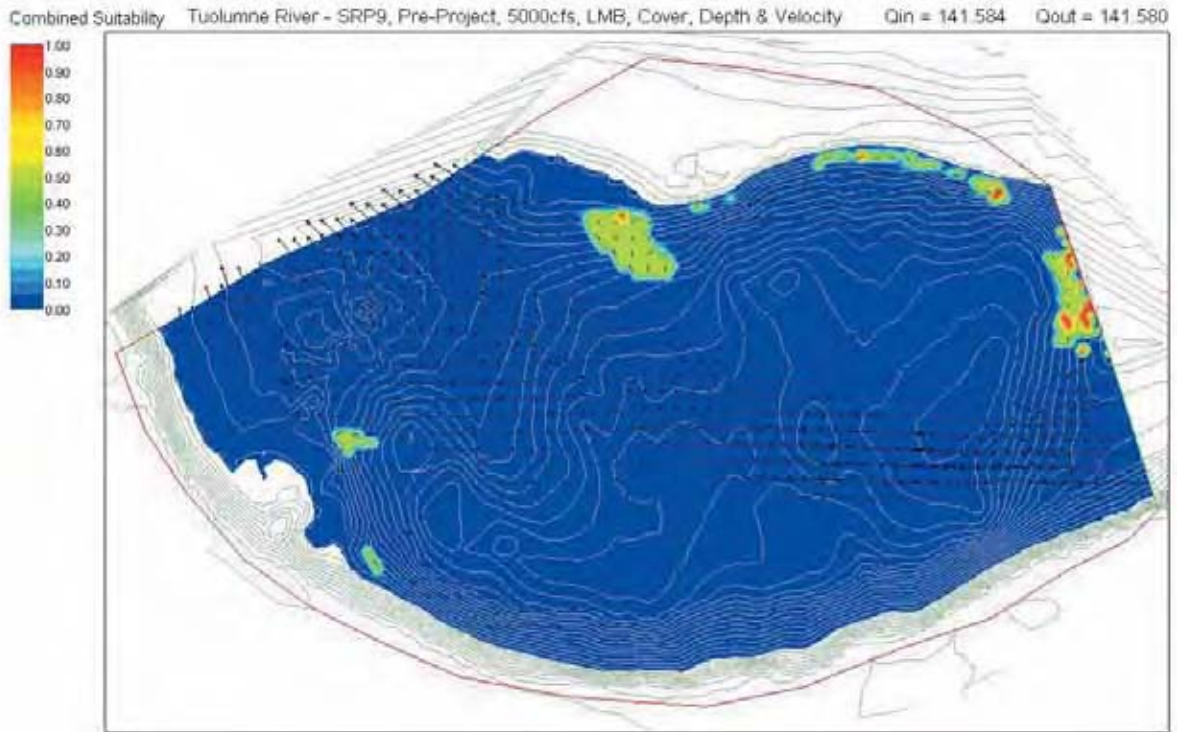 Combined Suitability
Tuolumne River - SRP9, Pre-Project, 5000cfs, LMB, Cover, Depth & Velocity
Qin = 141.584
Qout = 141.580
1.00
0.90
0.80
0.70
0.60
0.50
0.40
0.30
0.20
0.10
0.00